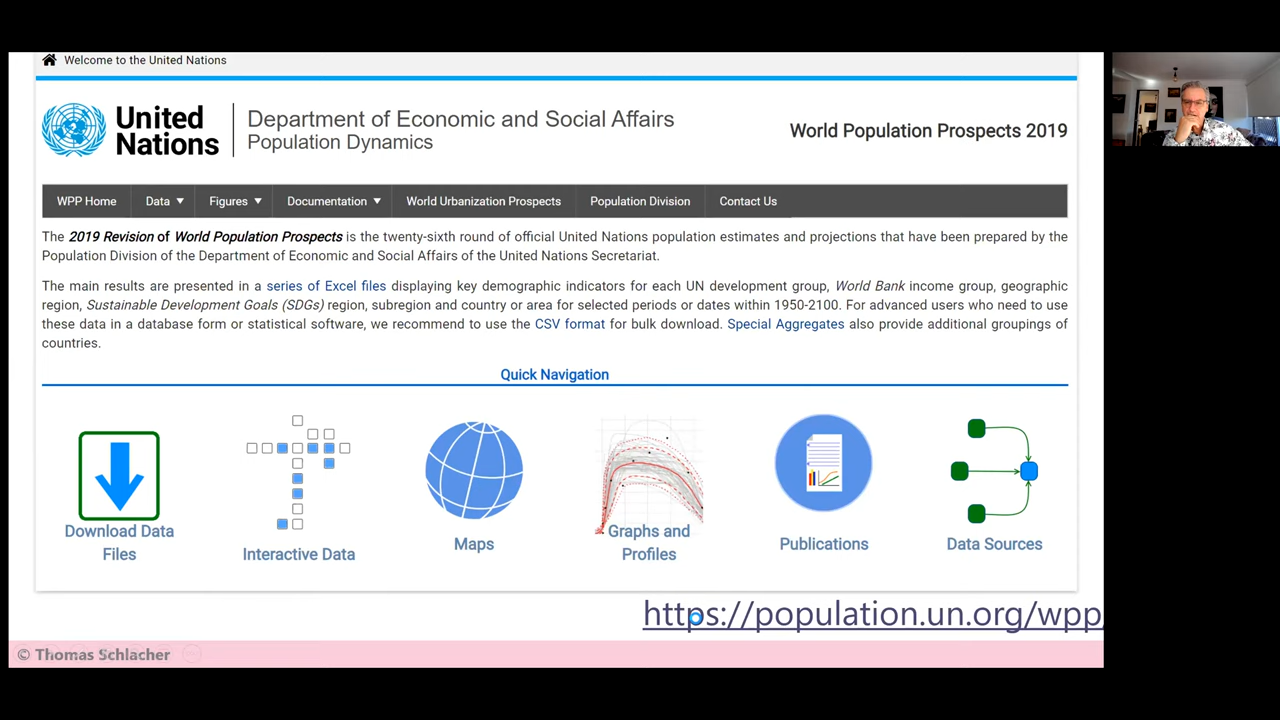 Welcome to the United Nations
United
Nations
Department of Economic and Social Affairs
Population Dynamics
World Population Prospects 2019
WPP Home Data Figures Documentation World Urbanization Prospects Population Division Contact Us
The 2019 Revision of World Population Prospects is the twenty-sixth round of official United Nations population estimates and projections that have been prepared by the
Population Division of the Department of Economic and Social Affairs of the United Nations Secretariat.
The main results are presented in a series of Excel files displaying key demographic indicators for each UN development group, World Bank income group, geographic
region, Sustainable Development Goals (SDGs) region, subregion and country or area for selected periods or dates within 1950-2100. For advanced users who need to use
these data in a database form or statistical software, we recommend to use the CSV format for bulk download. Special Aggregates also provide additional groupings of
countries.
Quick Navigation
Download Data
Files
Interactive Data
Maps
Graphs and
Profiles
Publications
Data Sources
https://population.un.org/wpp/
© Thomas Schlacher